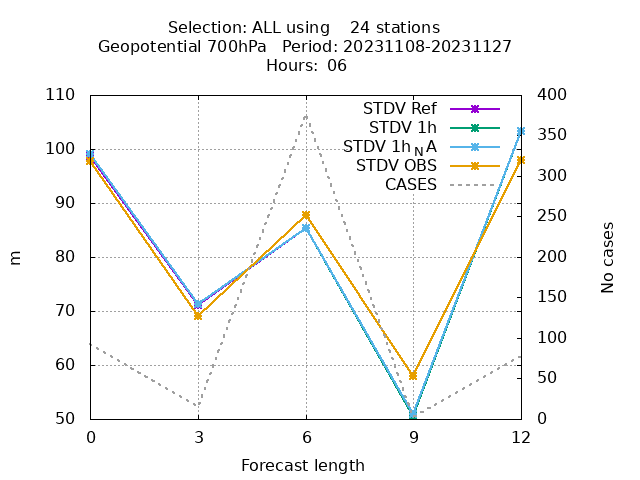 Selection: ALL using    24 stations
Geopotential 700hPa   Period: 20231108-20231127
Hours:  06
110
100
90
80
70
60
50
400
350
300
250
200
150
100
50
0
STDV Ref
STDV 1h
STDV 1hNA
STDV OBS
CASES
m
No cases
0 3 6 9 12
Forecast length